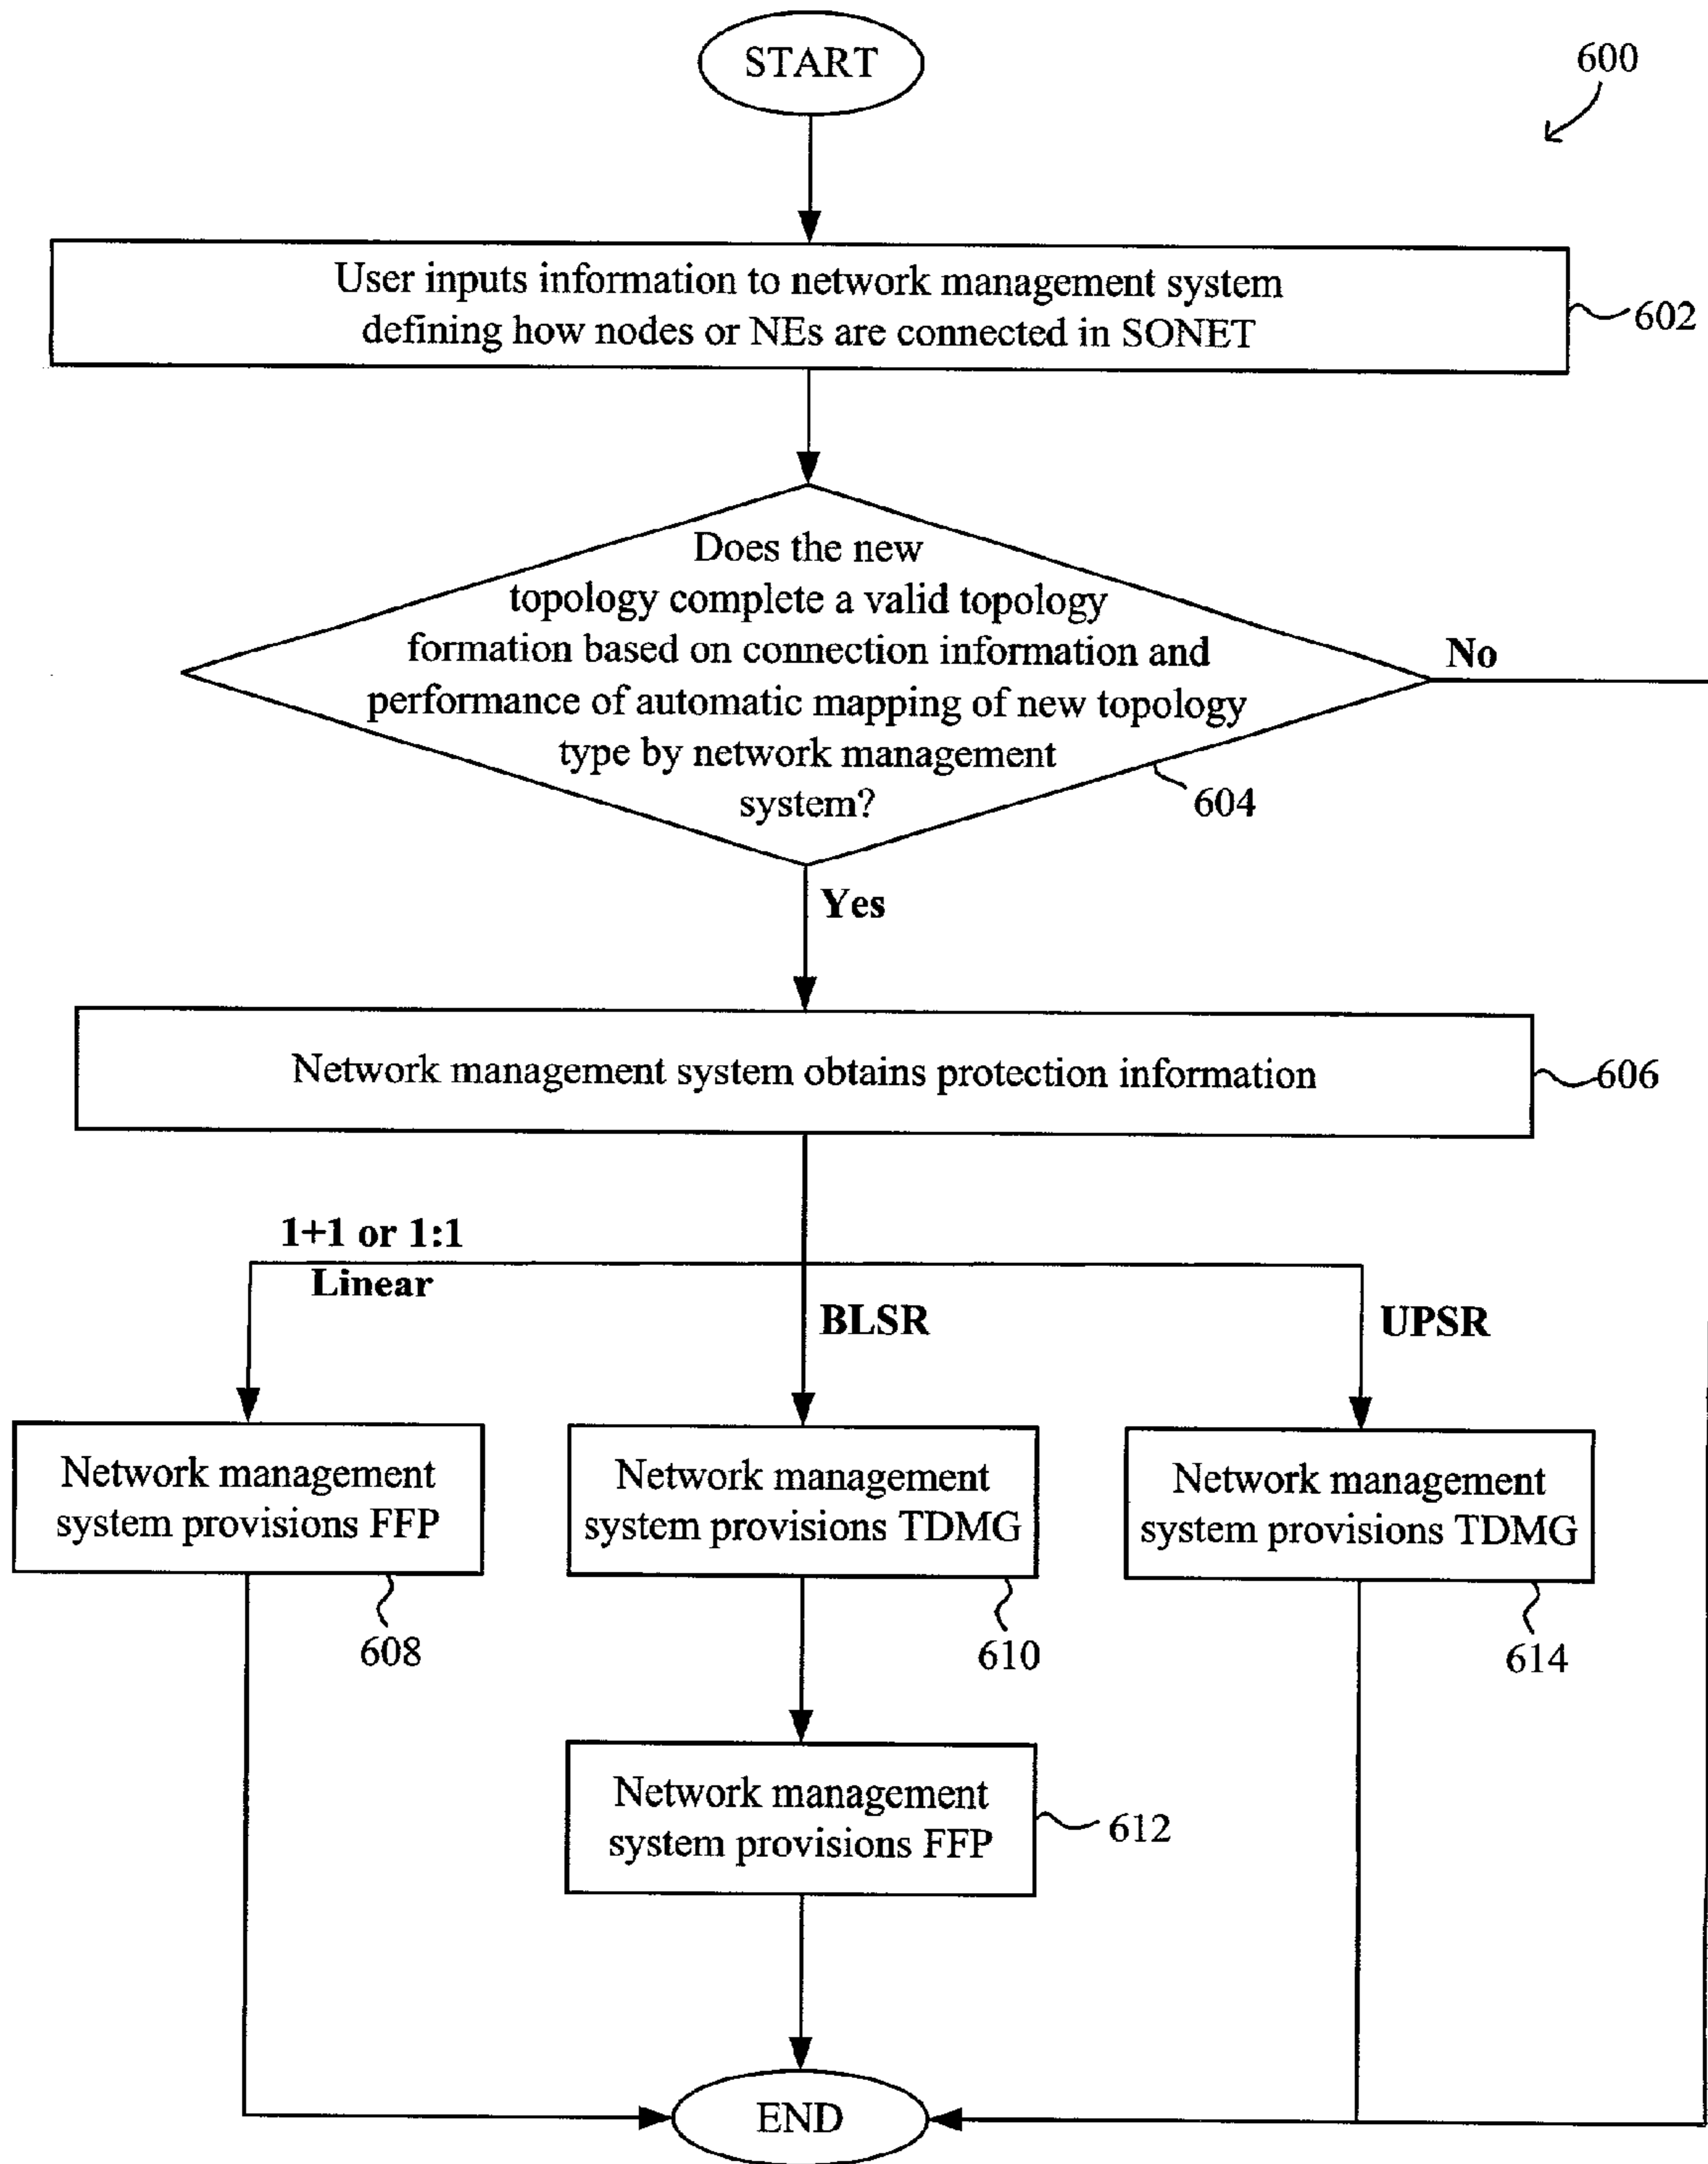 START
600
User inputs information to network management system
defining how nodes or NEs are connected in SONET
602
Does the new
topology complete a valid topology
formation based on connection information and
performance of automatic mapping of new topology
type by network management
system?
No
604
Yes
Network management system obtains protection information
606
1+1 or 1:1
Linear
BLSR
UPSR
Network management
system provisions FFP
608
Network management
system provisions TDMG
610
Network management
system provisions TDMG
614
Network management
system provisions FFP
612
END